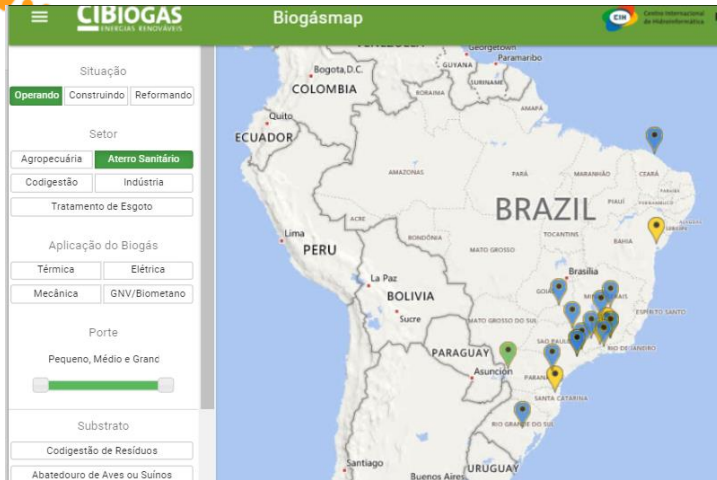 CIBIOGAS
ENERGIAS RENOVÁVEIS
Biogásmap
CIH
Centro Internacional
de Hidroinformática
Situação
Operando Construindo Reformando
Setor
Agropecuária Aterro Sanitário
Codigestão Indústria
Tratamento de Esgoto
Aplicação do Biogás
Térmica Elétrica
Mecânica GNV/Biometano
Porte
Pequeno, Médio e Granc
Substrato
Codigestão de Resíduos
Abatedouro de Aves ou Suínos
Georgetown
Paramaribo
Bogota, D.C.
GUYANA
SURINAME
COLOMBIA
RORAIMA
AMAPÁ
Quito
ECUADOR
AMAZONAS
PARÁ
MARANHÃO
CEARÁ
PIAUÍ
BRAZIL
ACRE
Lima
PERU
RONDÔNIA
TOCANTINS
BAHIA
MATO GROSSO
La Paz
Brasilia
BOLIVIA
Sucre
MATO GROSSO DO SUL
ESPÍRITO SANTO
SAO PAULO
RIO DE JANEIRO
PARAGUAY
Asunción
SANTA CATARINA
RIO GRANDE DO SUL
Santiago
URUGUAY
Buenos Aires